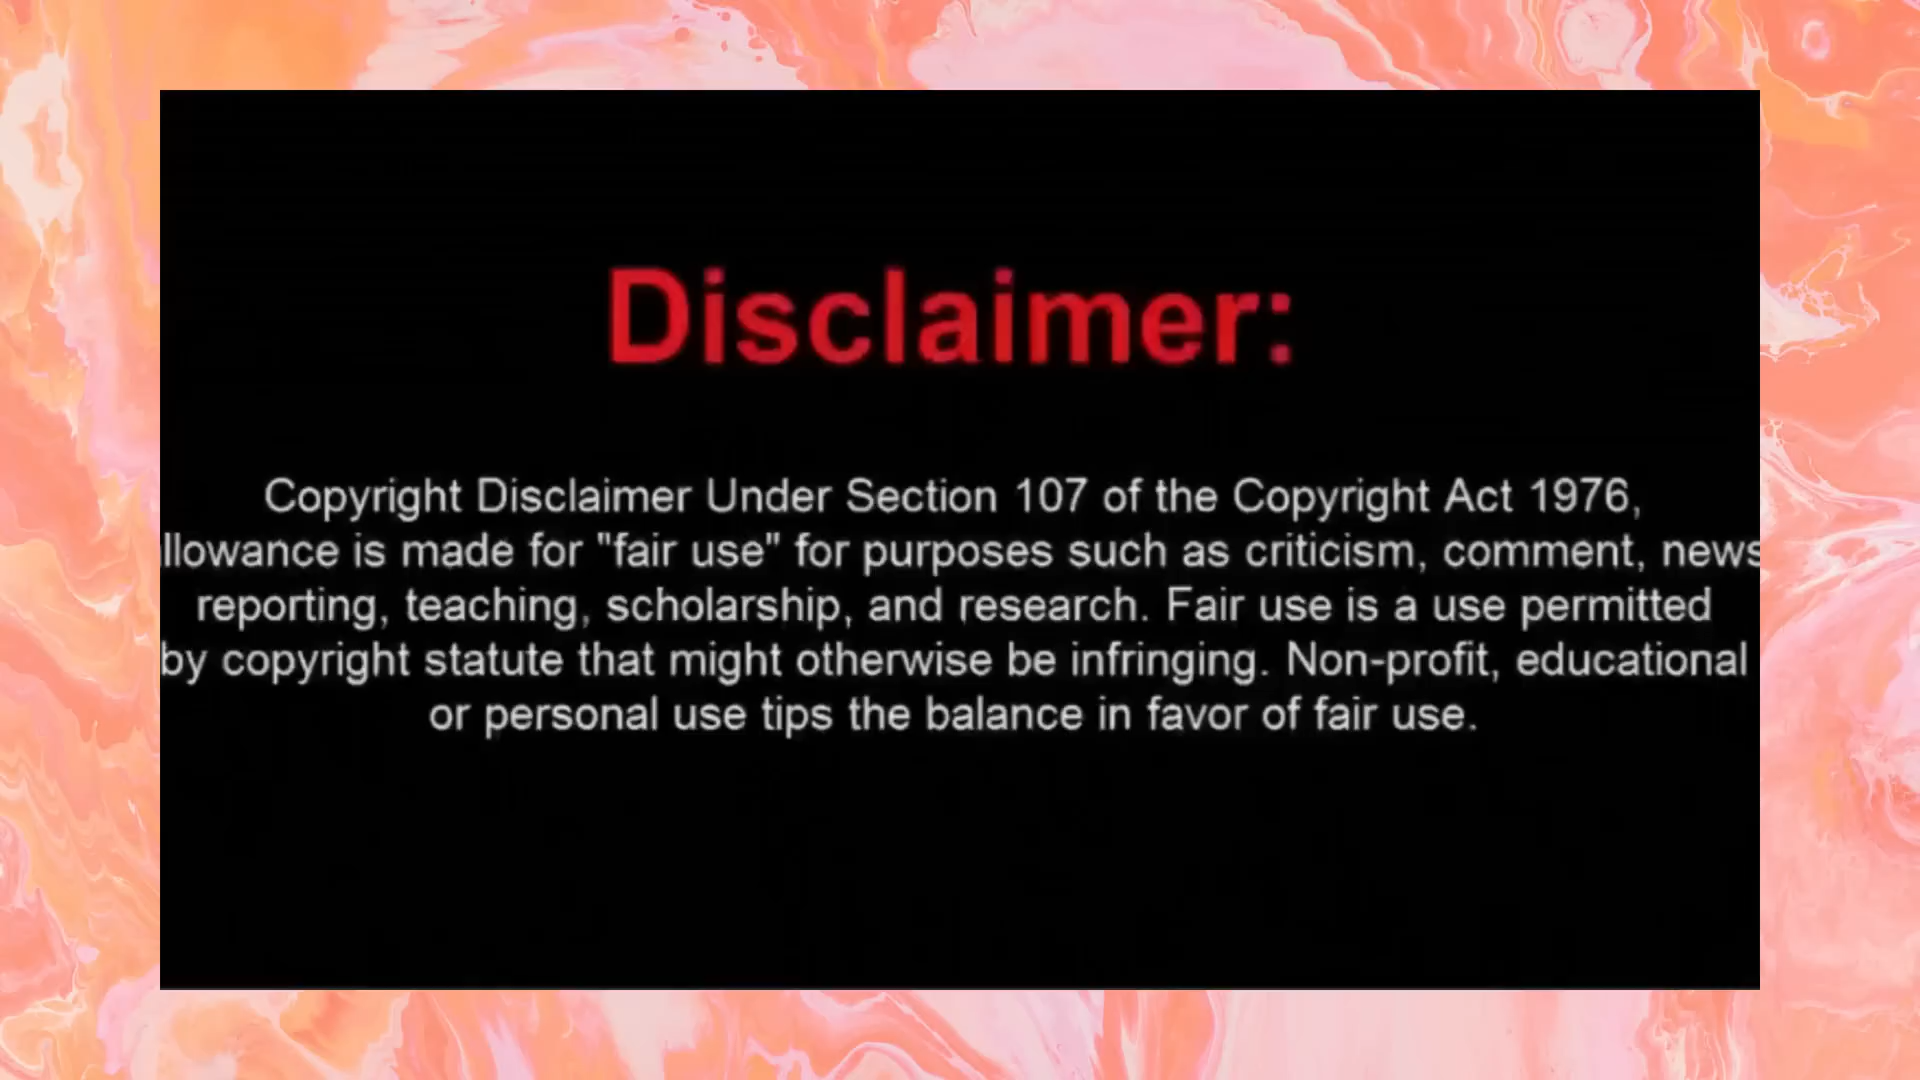 Disclaimer:
Copyright Disclaimer Under Section 107 of the Copyright Act 1976,
llowance is made for "fair use" for purposes such as criticism, comment, news
reporting, teaching, scholarship, and research. Fair use is a use permitted
by copyright statute that might otherwise be infringing. Non-profit, educational
or personal use tips the balance in favor of fair use.